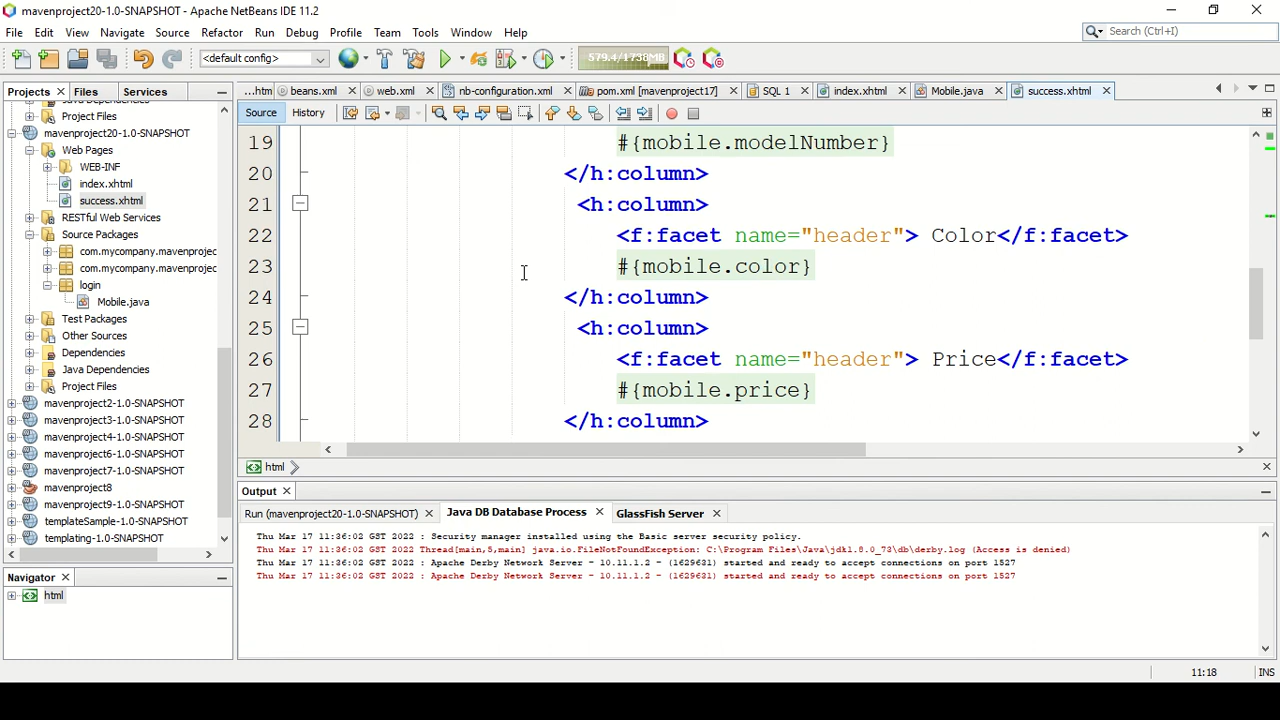 mavenproject20-1.0-SNAPSHOT - Apache NetBeans IDE 11.2
File Edit View Navigate Source Refactor Run Debug Profile Team Tools Window Help
Search (Ctrl+I)
<default config>
579.4/1738MB
Projects Files Services
...htm beans.xml web.xml nb-configuration.xml pom.xml [mavenproject17] SQL 1 index.xhtml Mobile.java success.xhtml
Source History
Java Dependencies
Project Files
mavenproject20-1.0-SNAPSHOT
Web Pages
WEB-INF
index.xhtml
success.xhtml
RESTful Web Services
Source Packages
com.mycompany.mavenprojec
com.mycompany.mavenprojec
login
Mobile.java
Test Packages
Other Sources
Dependencies
Java Dependencies
Project Files
mavenproject2-1.0-SNAPSHOT
mavenproject3-1.0-SNAPSHOT
mavenproject4-1.0-SNAPSHOT
mavenproject6-1.0-SNAPSHOT
mavenproject7-1.0-SNAPSHOT
mavenproject8
mavenproject9-1.0-SNAPSHOT
templateSample-1.0-SNAPSHOT
templating-1.0-SNAPSHOT
19 #{mobile.modelNumber}
20 </h:column>
21 <h:column>
22 <f:facet name="header"> Color</f:facet>
23 #{mobile.color}
24 </h:column>
25 <h:column>
26 <f:facet name="header"> Price</f:facet>
27 #{mobile.price}
28 </h:column>
html
Output
Run (mavenproject20-1.0-SNAPSHOT) Java DB Database Process GlassFish Server
Thu Mar 17 11:36:02 GST 2022 : Security manager installed using the Basic server security policy.
Thu Mar 17 11:36:02 GST 2022 Thread[main,5,main] java.io.FileNotFoundException: C:\Program Files\Java\jdk1.8.0_73\db\derby.log (Access is denied)
Thu Mar 17 11:36:02 GST 2022 : Apache Derby Network Server - 10.11.1.2 - (1629631) started and ready to accept connections on port 1527
Thu Mar 17 11:36:02 GST 2022 : Apache Derby Network Server - 10.11.1.2 - (1629631) started and ready to accept connections on port 1527
Navigator
html
11:18 INS